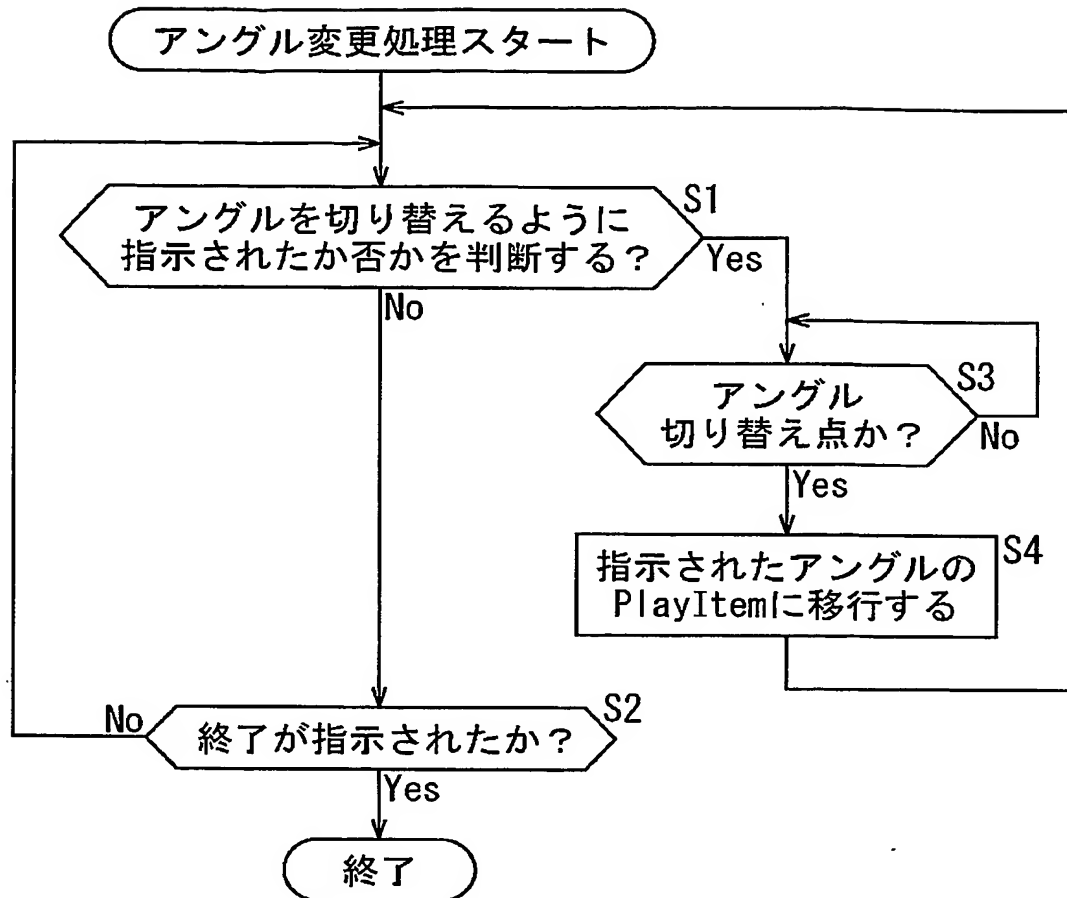 アングル変更処理スタート
アングルを切り替えるように
指示されたか否かを判断する?
S1
Yes
No
アングル
切り替え点か?
S3
No
Yes
指示されたアングルの
PlayItemに移行する
S4
終了が指示されたか?
S2
No
Yes
終了